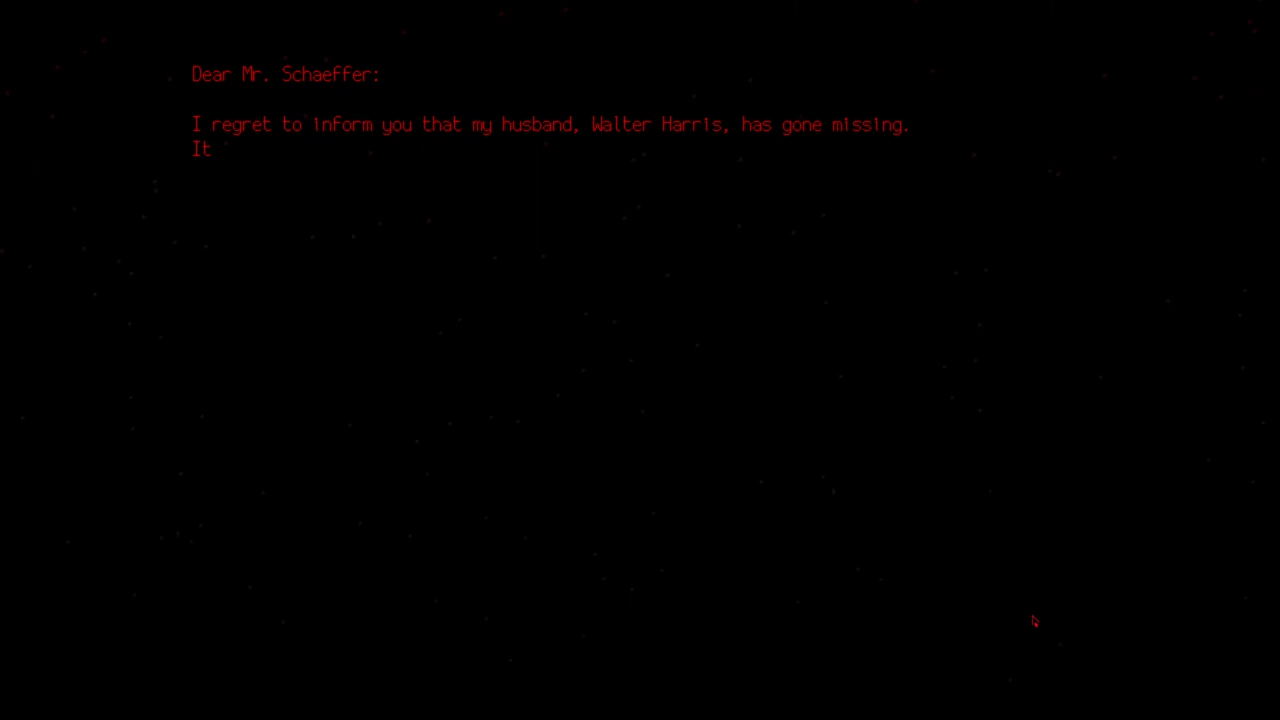 Dear Mr. Schaeffer:
I regret to inform you that my husband, Walter Harris, has gone missing.
It